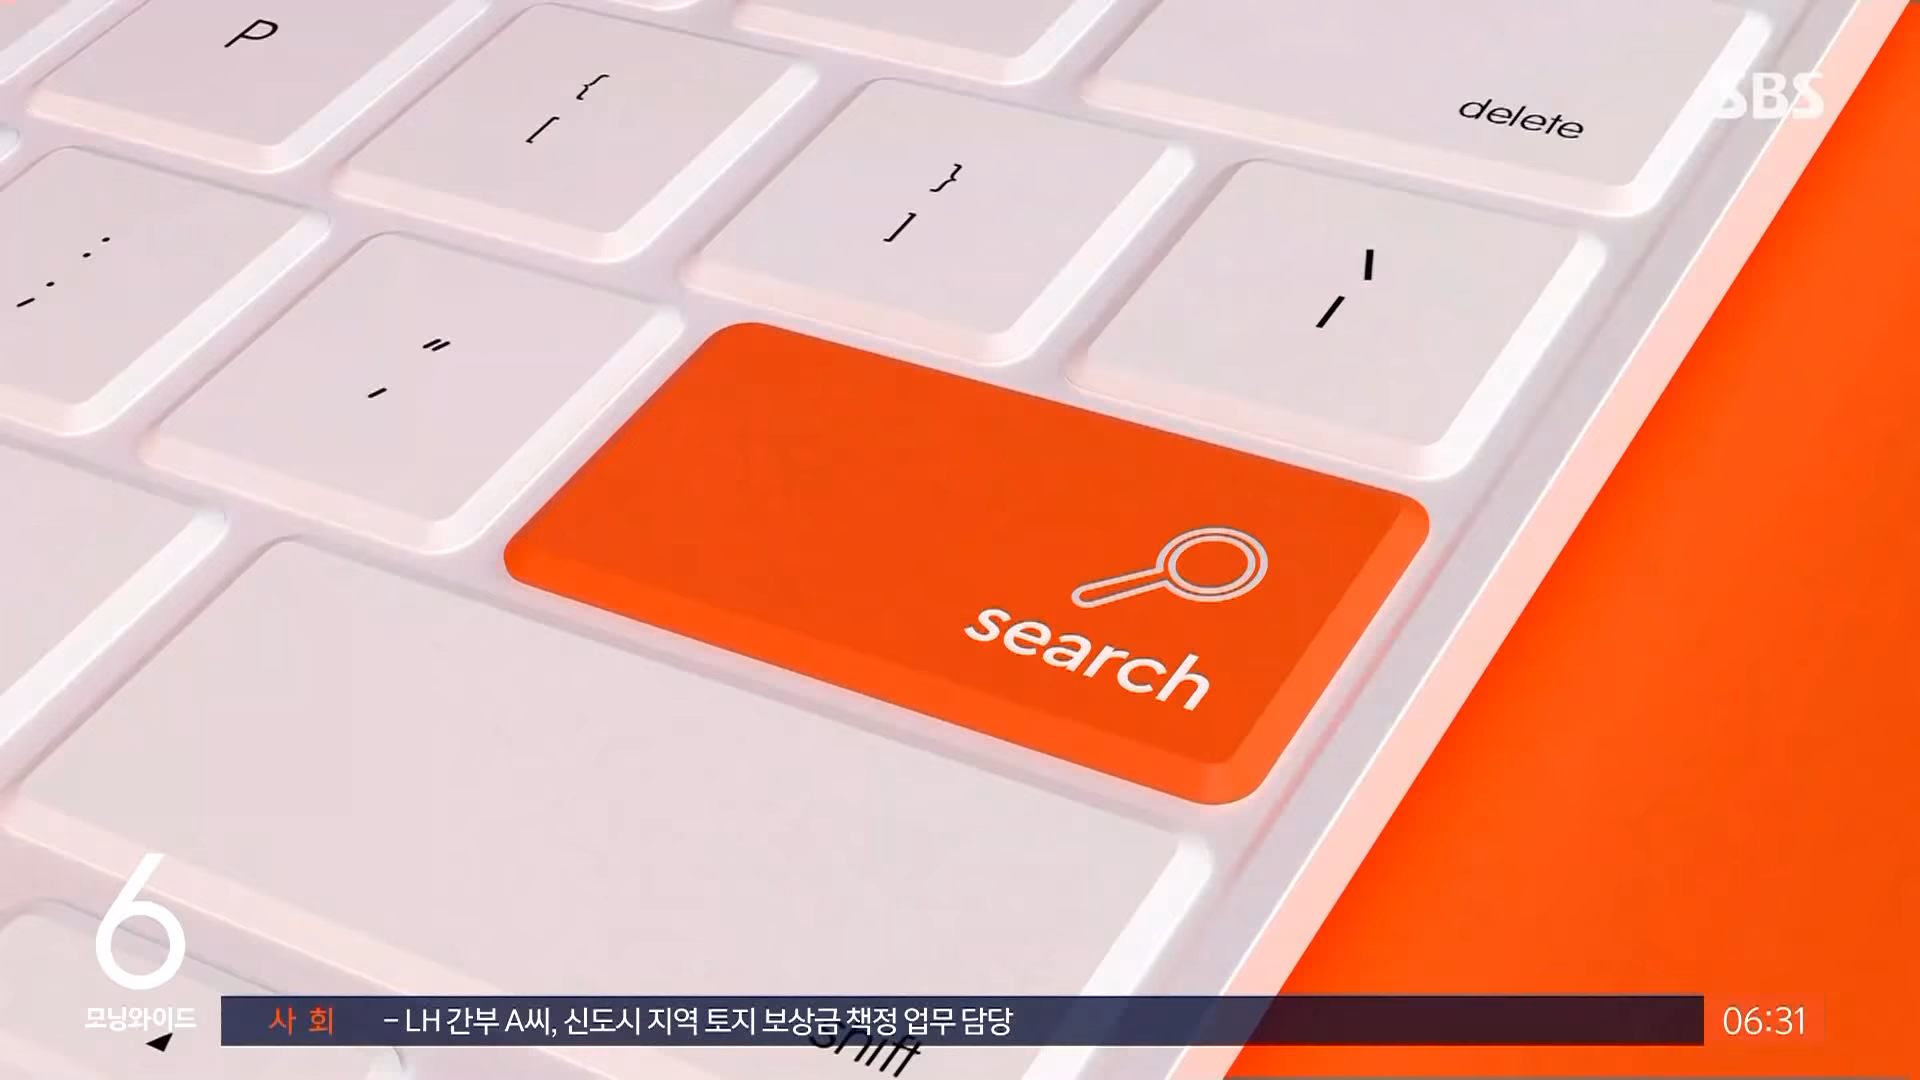 P
{
[
}
]
delete
SBS
\
/
:
;
"
'
search
6
모닝와이드
사 회
– LH 간부 A씨, 신도시 지역 토지 보상금 책정 업무 담당
shift
06:31